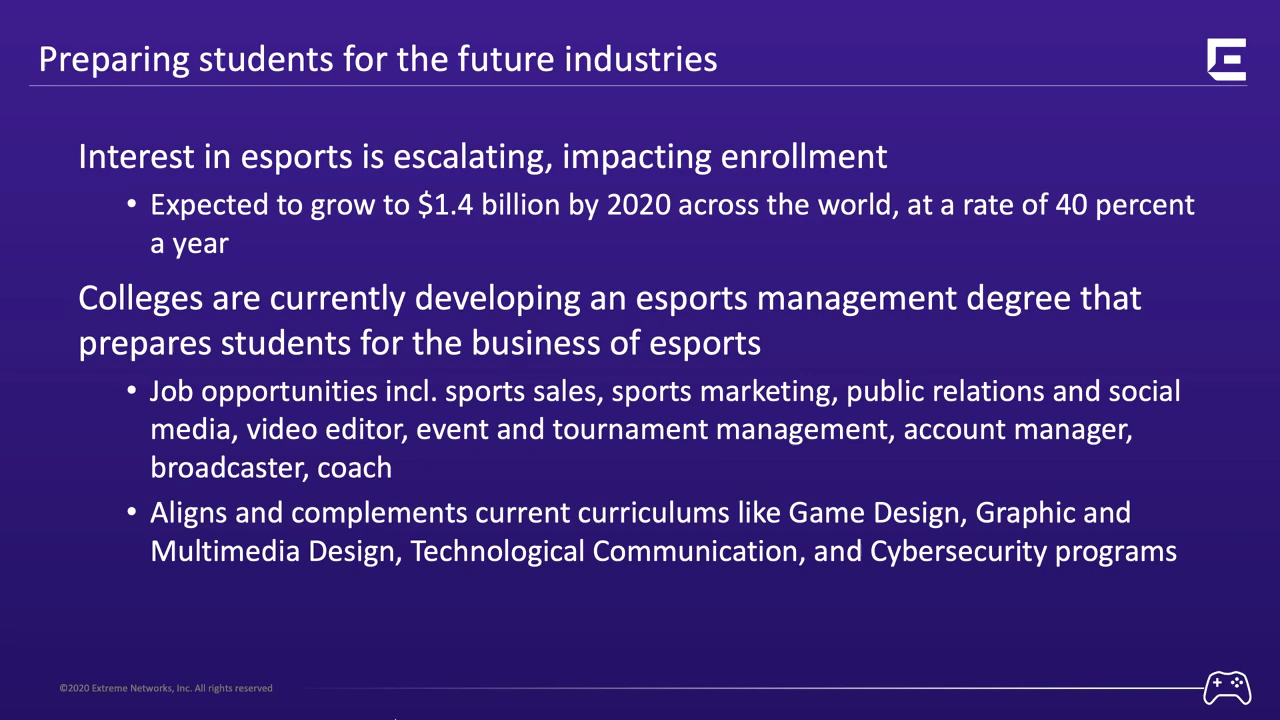 Preparing students for the future industries
Interest in esports is escalating, impacting enrollment
• Expected to grow to $1.4 billion by 2020 across the world, at a rate of 40 percent
a year
Colleges are currently developing an esports management degree that
prepares students for the business of esports
• Job opportunities incl. sports sales, sports marketing, public relations and social
media, video editor, event and tournament management, account manager,
broadcaster, coach
• Aligns and complements current curriculums like Game Design, Graphic and
Multimedia Design, Technological Communication, and Cybersecurity programs
©2020 Extreme Networks, Inc. All rights reserved